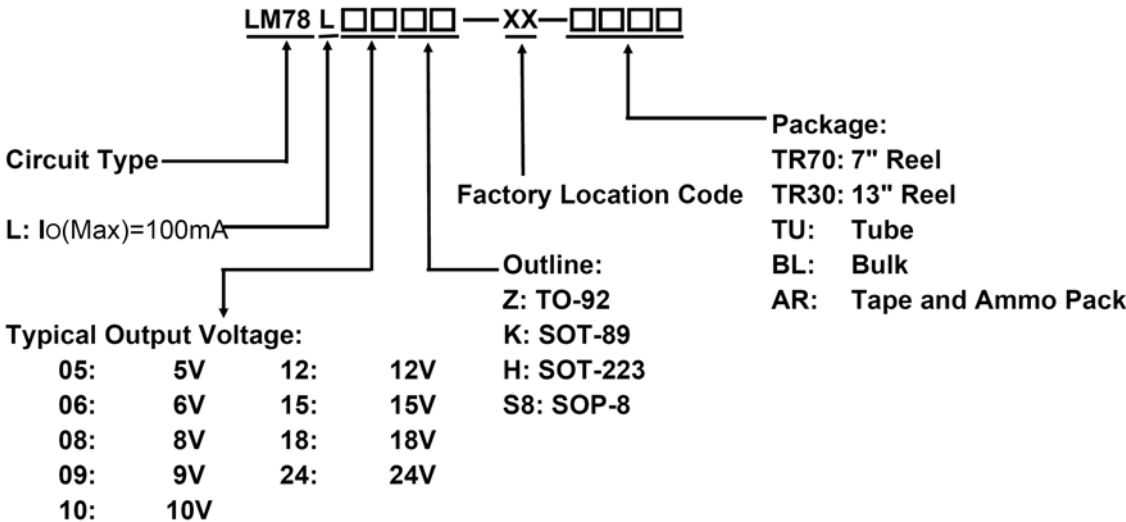 LM78 L□□□□—XX—□□□□
Package:
Circuit Type
TR70: 7" Reel
Factory Location Code
TR30: 13" Reel
L: IO(Max)=100mA
TU: Tube
Outline:
BL: Bulk
Z: TO-92
AR: Tape and Ammo Pack
Typical Output Voltage:
K: SOT-89
05: 5V 12: 12V
H: SOT-223
06: 6V 15: 15V
S8: SOP-8
08: 8V 18: 18V
09: 9V 24: 24V
10: 10V